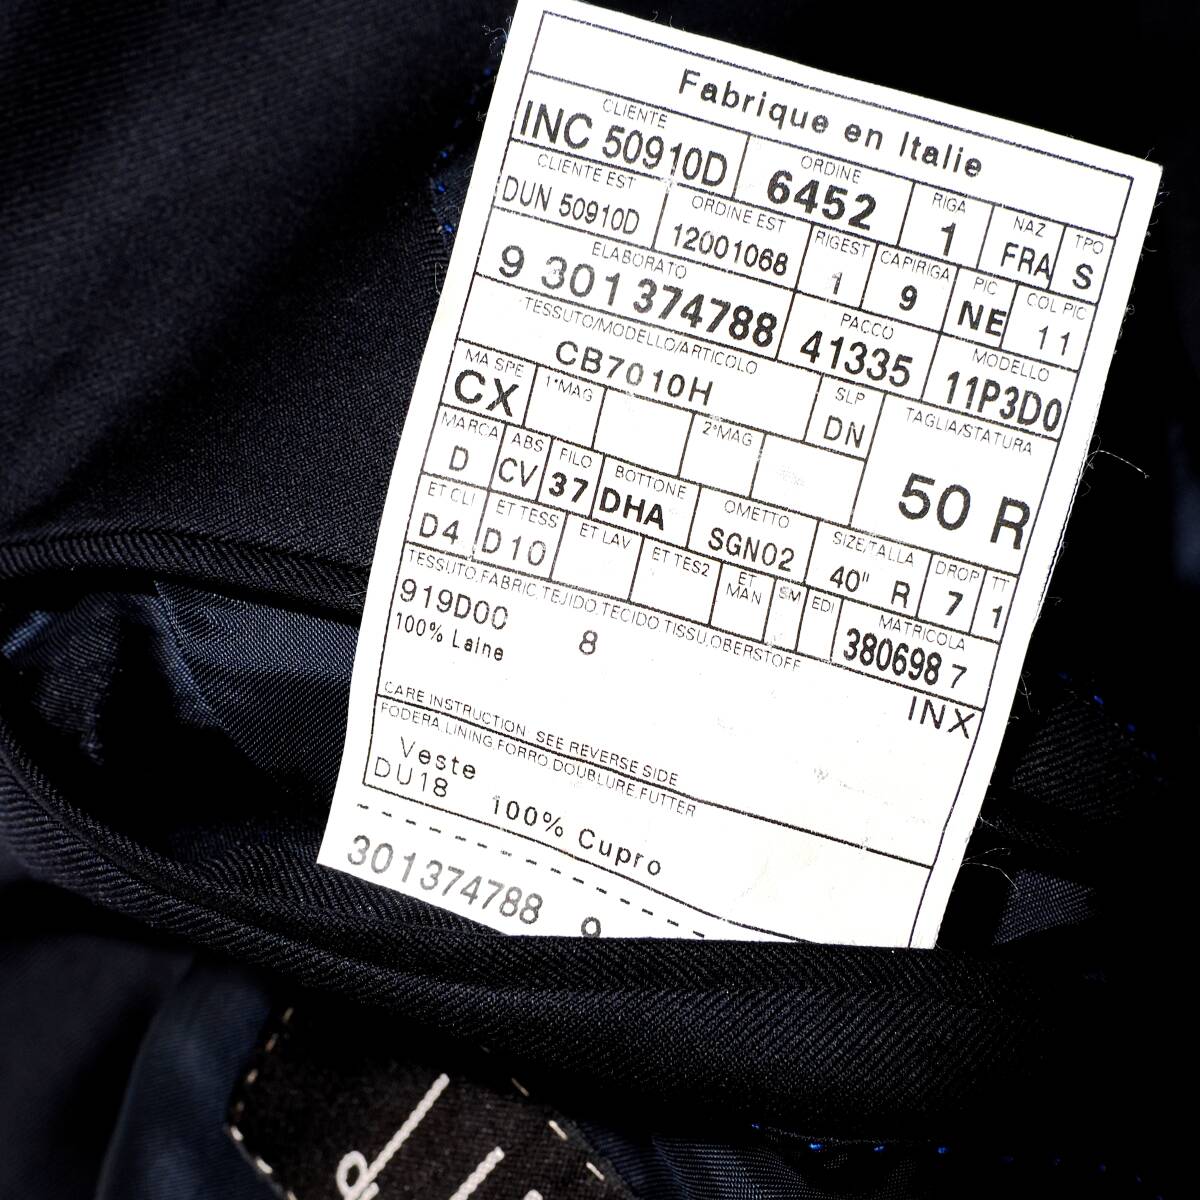 Fabrique en Italie
CLIENTE ORDINE RIGA NAZ TPO
INC 50910D 6452 1 FRA S
CLIENTE EST ORDINE EST RIGEST CAPIRIGA PIC COL PIC
DUN 50910D 12001068 1 9 NE 11
ELABORATO PACCO MODELLO
9 301374788 41335 11P3D0
TESSUTO/MODELLO/ARTICOLO SLP TAGLIA/STATURA
CB7010H DN 50 R
MA SPE 1°MAG 2°MAG
CX
MARCA ABS FILO BOTTONE OMETTO SIZE/TALLA DROP TT
D CV 37 DHA SGN02 40" R 7 1
ET CLI ET TESS ET LAV ET TES2 ET MAN SM EDI MATRICOLA
D4 D10 380698 7
TESSUTO,FABRIC,TEJIDO,TECIDO,TISSU,OBERSTOFF
919D00 8 INX
100% Laine
CARE INSTRUCTION: SEE REVERSE SIDE
FODERA,LINING,FORRO,DOUBLURE,FUTTER
Veste
DU18 100% Cupro
301374788 9